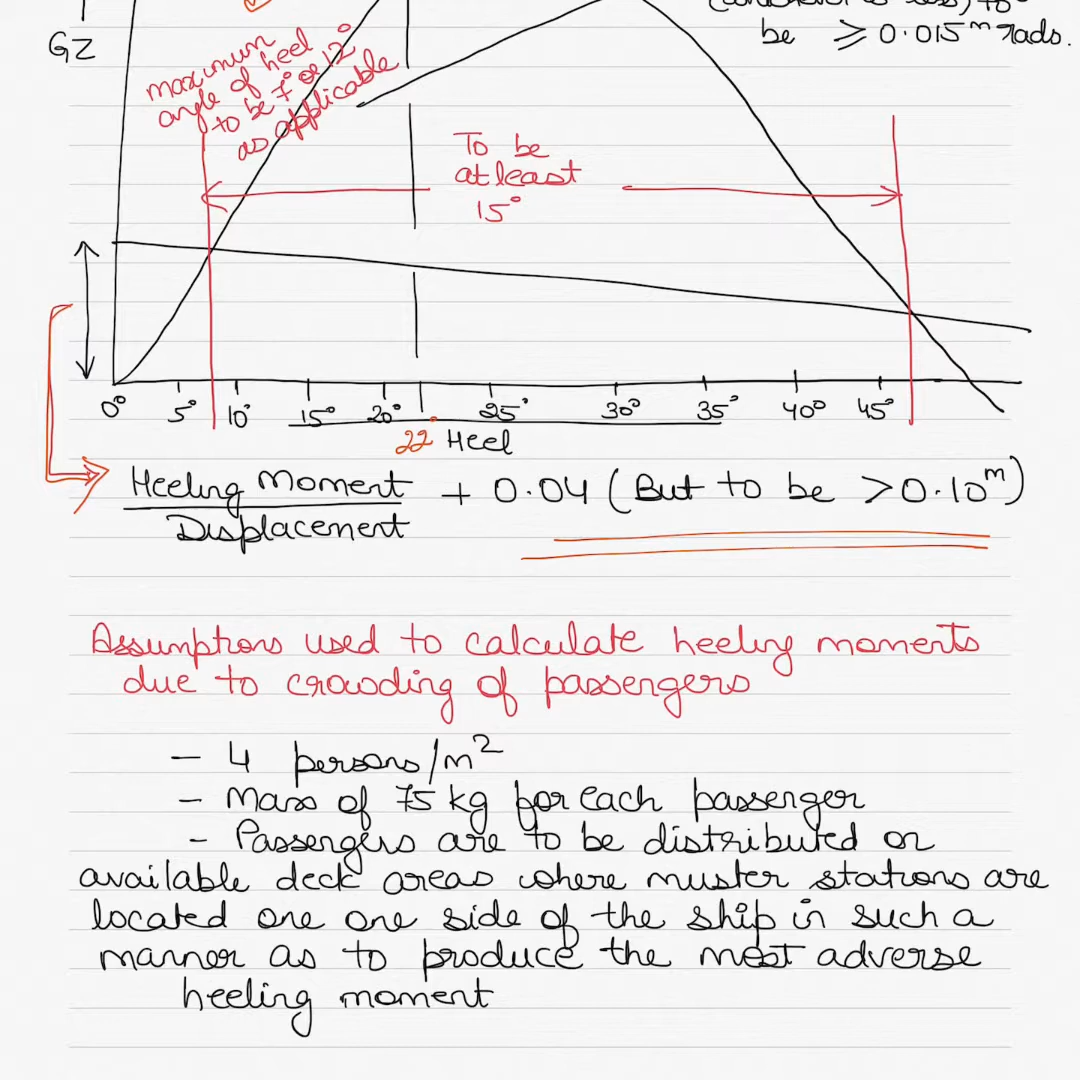 be ≥ 0.015 m rads.
GZ
maximum
angle of heel
to be 7° or 12°
as applicable
To be
atleast
15°
0° 5° 10° 15° 20° 25° 30° 35° 40° 45°
22° Heel
Heeling Moment + 0.04 (But to be > 0.10 m)
Displacement
Assumptions used to calculate heeling moments
due to crowding of passengers
- 4 persons/m²
- Mass of 75 kg for each passenger
- Passengers are to be distributed on
available deck areas where muster stations are
located one one side of the ship in such a
manner as to produce the most adverse
heeling moment